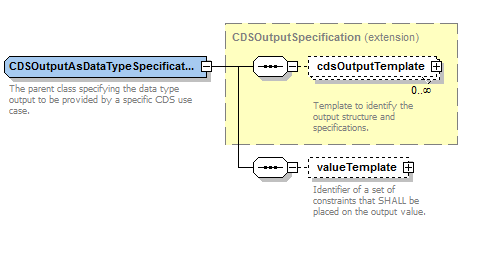 CDSOutputSpecification (extension)
CDSOutputAsDataTypeSpecificat...
The parent class specifying the data type
output to be provided by a specific CDS use
case.
cdsOutputTemplate
0..∞
Template to identify the
output structure and
specifications.
valueTemplate
Identifier of a set of
constraints that SHALL be
placed on the output value.